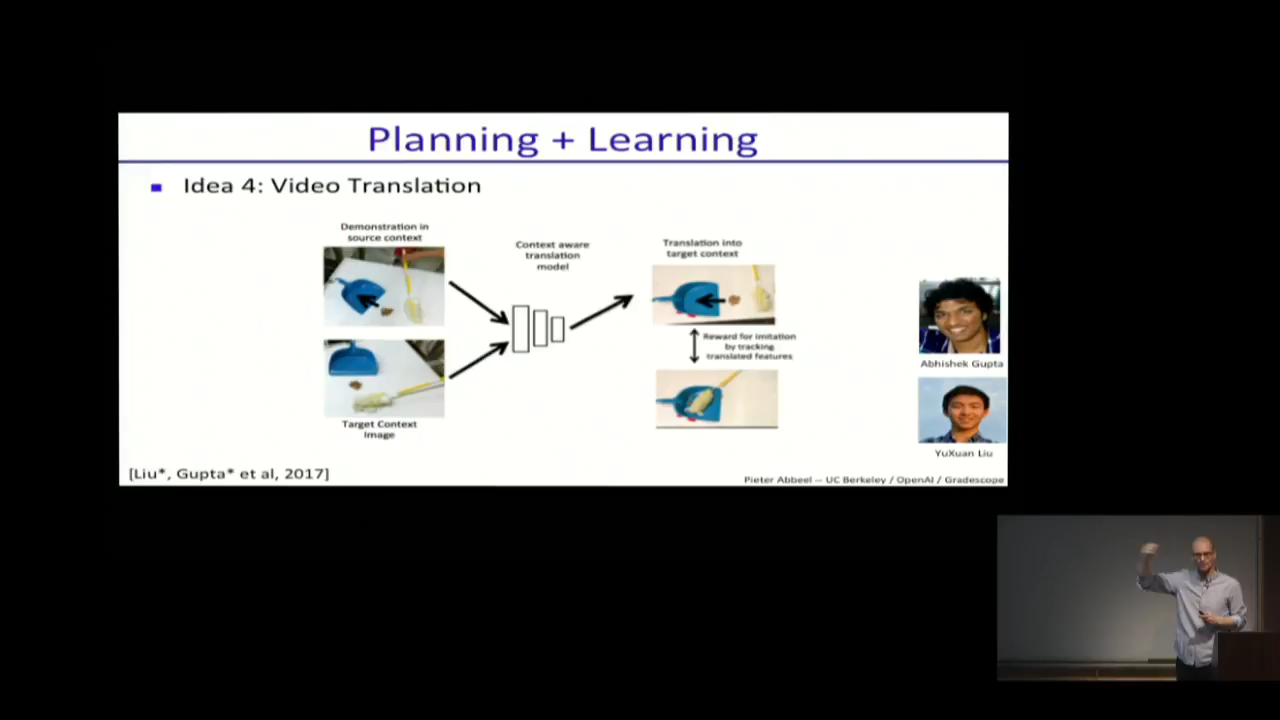 Planning + Learning
Idea 4: Video Translation
Demonstration in
source context
Context aware
translation
model
Translation into
target context
Reward for imitation
by tracking
translated features
Target Context
Image
Abhishek Gupta
YuXuan Liu
[Liu*, Gupta* et al, 2017]
Pieter Abbeel -- UC Berkeley / OpenAI / Gradescope